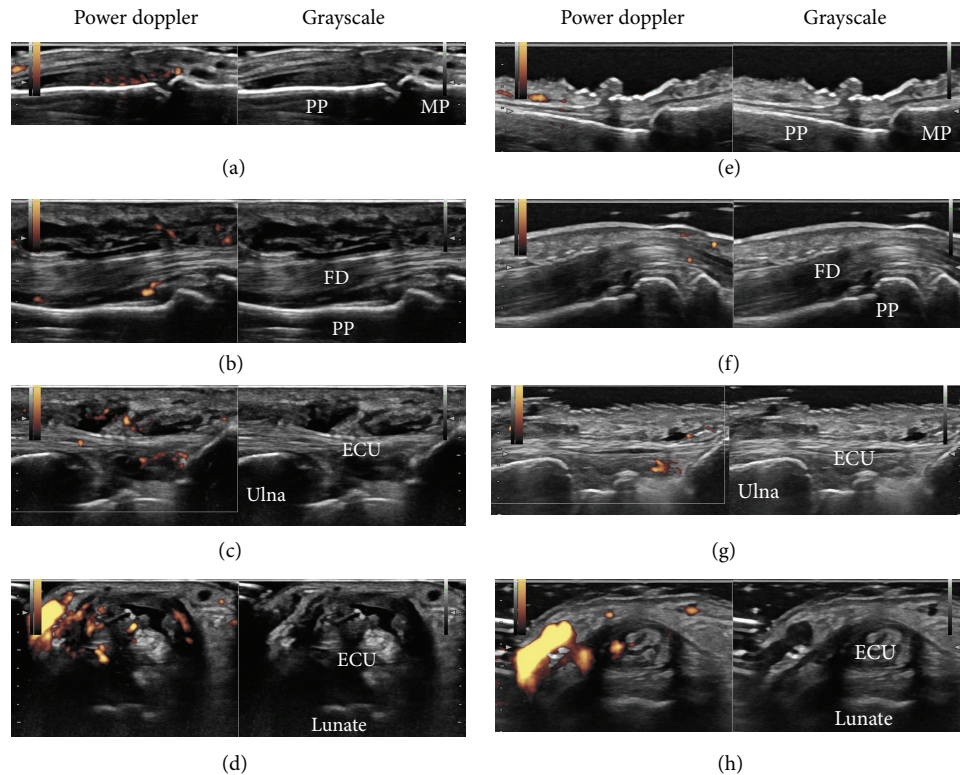 Power doppler Grayscale Power doppler Grayscale
PP MP
PP MP
(a)
(e)
FD
PP
FD
PP
(b)
(f)
ECU
Ulna
ECU
Ulna
(c)
(g)
ECU
Lunate
ECU
Lunate
(d)
(h)